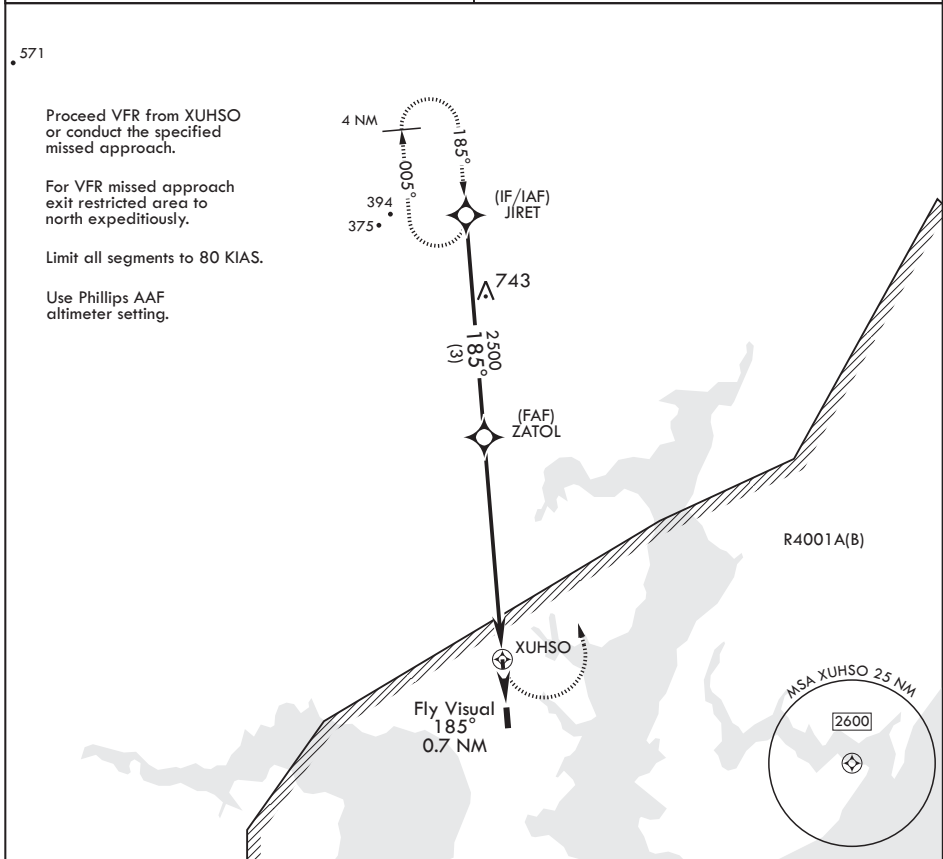 571
Proceed VFR from XUHSO
or conduct the specified
missed approach.
For VFR missed approach
exit restricted area to
north expeditiously.
Limit all segments to 80 KIAS.
Use Phillips AAF
altimeter setting.
4 NM
005°
185°
394
375
(IF/IAF)
JIRET
743
2500
185°
(3)
(FAF)
ZATOL
R4001A(B)
XUHSO
Fly Visual
185°
0.7 NM
MSA XUHSO 25 NM
2600